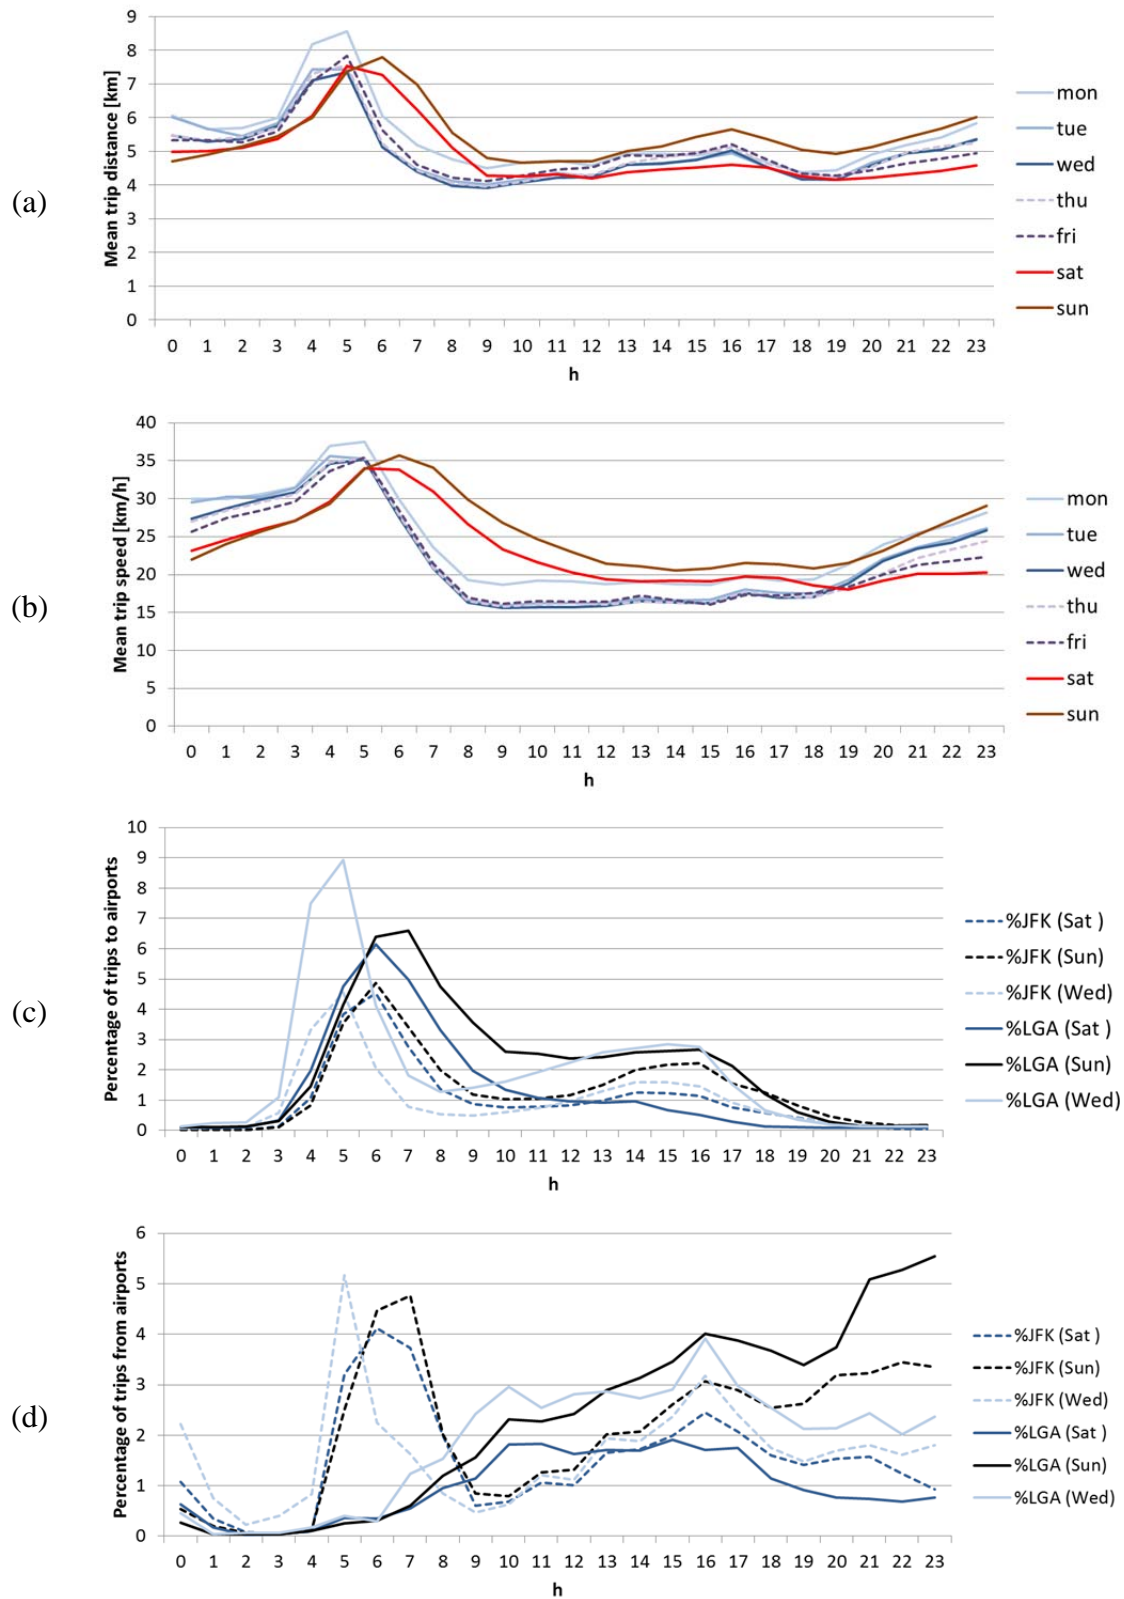 (a)
Mean trip distance [km]
9
8
7
6
5
4
3
2
1
0
0 1 2 3 4 5 6 7 8 9 10 11 12 13 14 15 16 17 18 19 20 21 22 23
h
mon
tue
wed
thu
fri
sat
sun
(b)
Mean trip speed [km/h]
40
35
30
25
20
15
10
5
0
0 1 2 3 4 5 6 7 8 9 10 11 12 13 14 15 16 17 18 19 20 21 22 23
h
mon
tue
wed
thu
fri
sat
sun
(c)
Percentage of trips to airports
10
9
8
7
6
5
4
3
2
1
0
0 1 2 3 4 5 6 7 8 9 10 11 12 13 14 15 16 17 18 19 20 21 22 23
h
%JFK (Sat )
%JFK (Sun)
%JFK (Wed)
%LGA (Sat )
%LGA (Sun)
%LGA (Wed)
(d)
Percentage of trips from airports
6
5
4
3
2
1
0
0 1 2 3 4 5 6 7 8 9 10 11 12 13 14 15 16 17 18 19 20 21 22 23
h
%JFK (Sat )
%JFK (Sun)
%JFK (Wed)
%LGA (Sat )
%LGA (Sun)
%LGA (Wed)